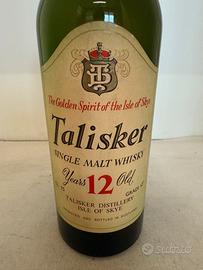 The Golden Spirit of the Isle of Skye
Talisker
SINGLE MALT WHISKY
Years 12 Old
TALISKER DISTILLERY
ISLE OF SKYE
Subito